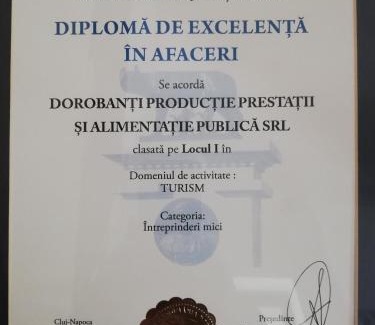 DIPLOMĂ DE EXCELENȚĂ
ÎN AFACERI
Se acordă
DOROBANȚI PRODUCȚIE PRESTAȚII
ȘI ALIMENTAȚIE PUBLICĂ SRL
clasată pe Locul I în
Domeniul de activitate :
TURISM
Categoria:
Întreprinderi mici
Cluj-Napoca
Președinte